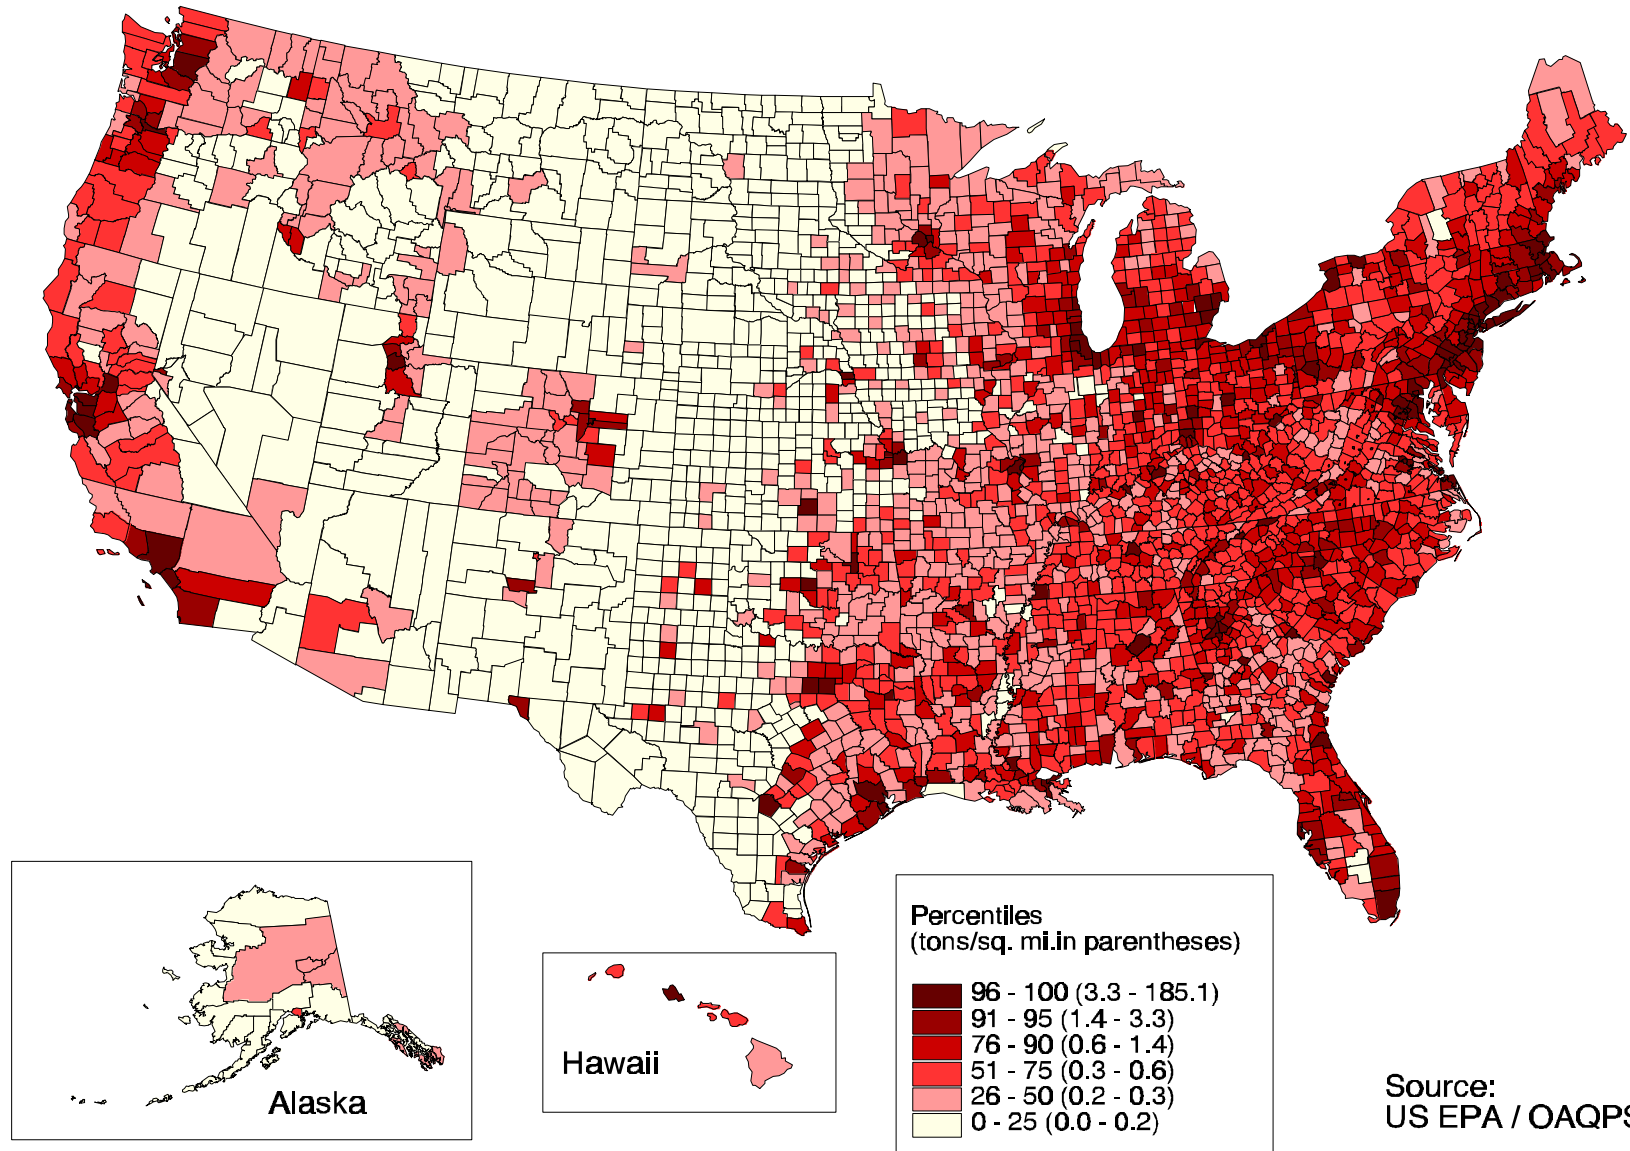 Alaska
Hawaii
Percentiles
(tons/sq. mi.in parentheses)
96 - 100 (3.3 - 185.1)
91 - 95 (1.4 - 3.3)
76 - 90 (0.6 - 1.4)
51 - 75 (0.3 - 0.6)
26 - 50 (0.2 - 0.3)
0 - 25 (0.0 - 0.2)
Source:
US EPA / OAQPS